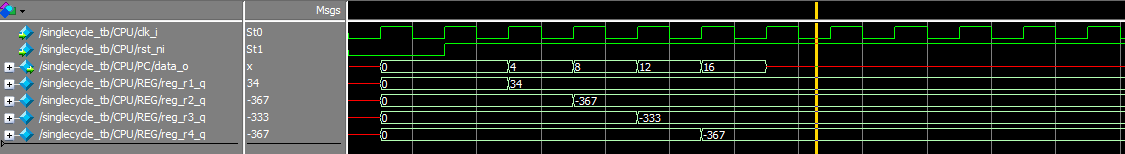 Msgs
/singlecycle_tb/CPU/clk_i St0
/singlecycle_tb/CPU/rst_ni St1
/singlecycle_tb/CPU/PC/data_o x 0 4 8 12 16
/singlecycle_tb/CPU/REG/reg_r1_q 34 0 34
/singlecycle_tb/CPU/REG/reg_r2_q -367 0 -367
/singlecycle_tb/CPU/REG/reg_r3_q -333 0 -333
/singlecycle_tb/CPU/REG/reg_r4_q -367 0 -367